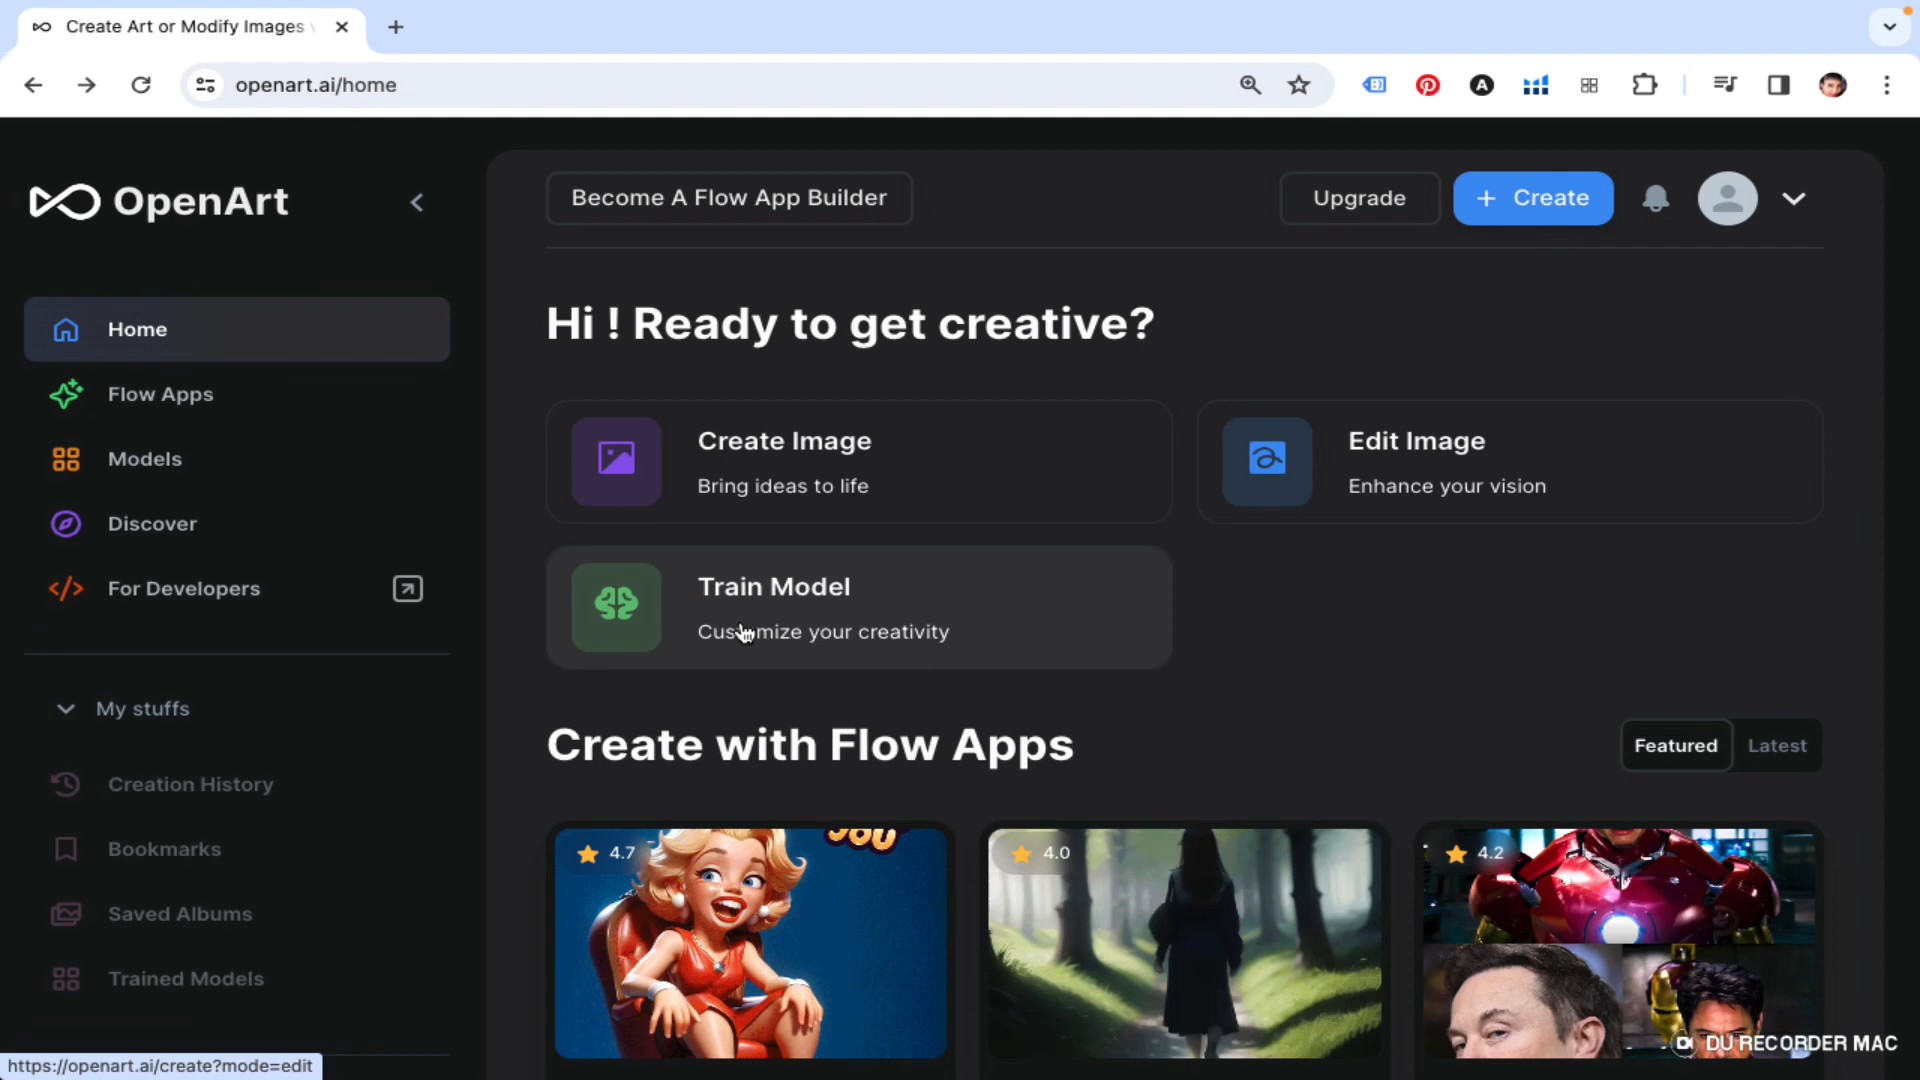 Create Art or Modify Images
openart.ai/home
OpenArt
Become A Flow App Builder
Upgrade
+ Create
Home
Flow Apps
Models
Discover
For Developers
My stuffs
Creation History
Bookmarks
Saved Albums
Trained Models
Hi ! Ready to get creative?
Create Image
Bring ideas to life
Edit Image
Enhance your vision
Train Model
Customize your creativity
Create with Flow Apps
Featured
Latest
4.7
YOU
4.0
4.2
DU RECORDER MAC
https://openart.ai/create?mode=edit